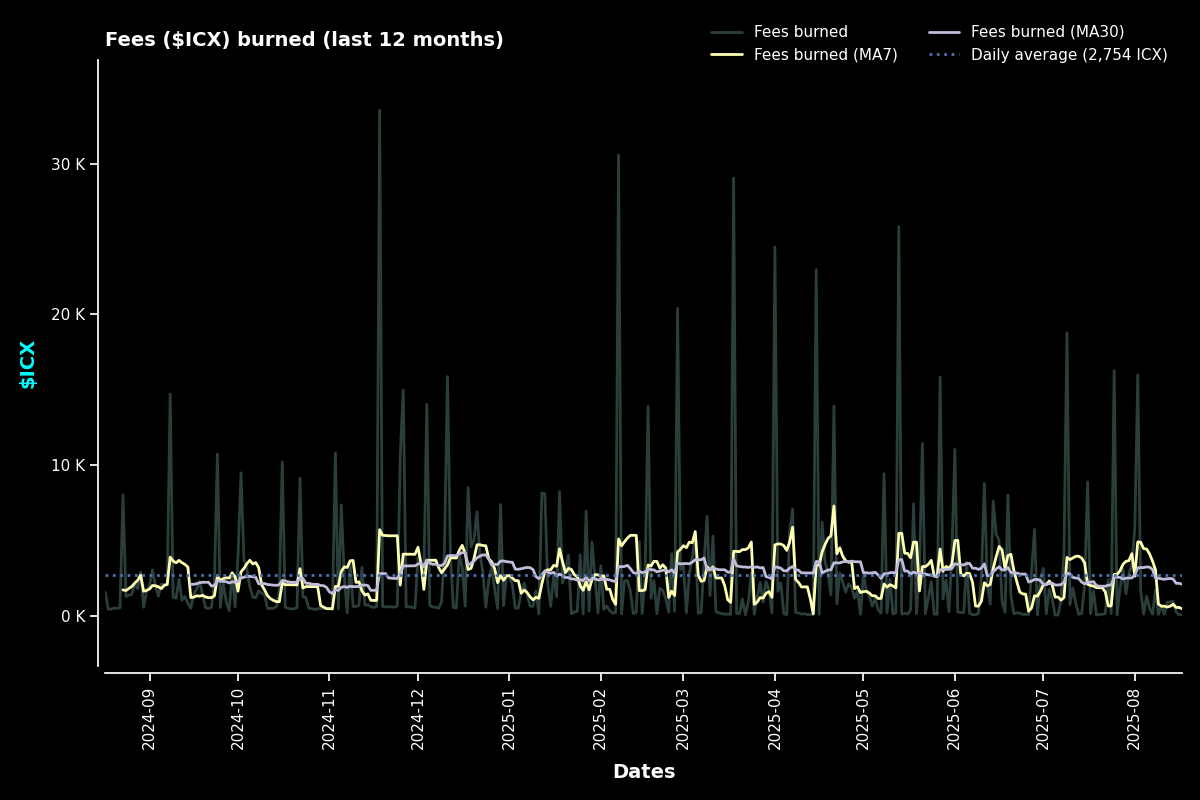 Fees ($ICX) burned (last 12 months)
Fees burned
Fees burned (MA7)
Fees burned (MA30)
Daily average (2,754 ICX)
30 K
20 K
10 K
0 K
$ICX
2024-09
2024-10
2024-11
2024-12
2025-01
2025-02
2025-03
2025-04
2025-05
2025-06
2025-07
2025-08
Dates